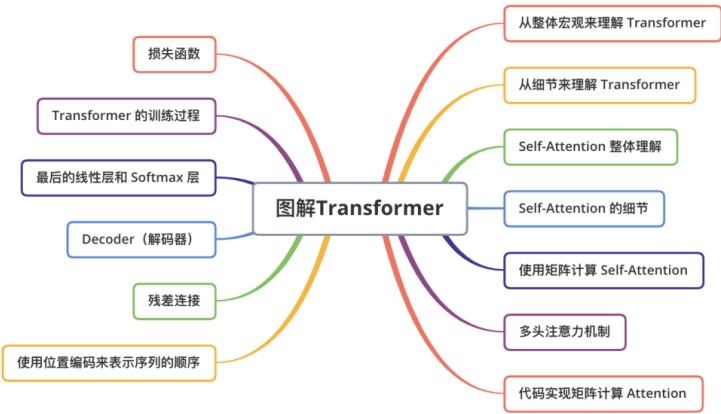 图解Transformer
从整体宏观来理解 Transformer
从细节来理解 Transformer
Self-Attention 整体理解
Self-Attention 的细节
使用矩阵计算 Self-Attention
多头注意力机制
代码实现矩阵计算 Attention
使用位置编码来表示序列的顺序
残差连接
Decoder（解码器）
最后的线性层和 Softmax 层
Transformer 的训练过程
损失函数